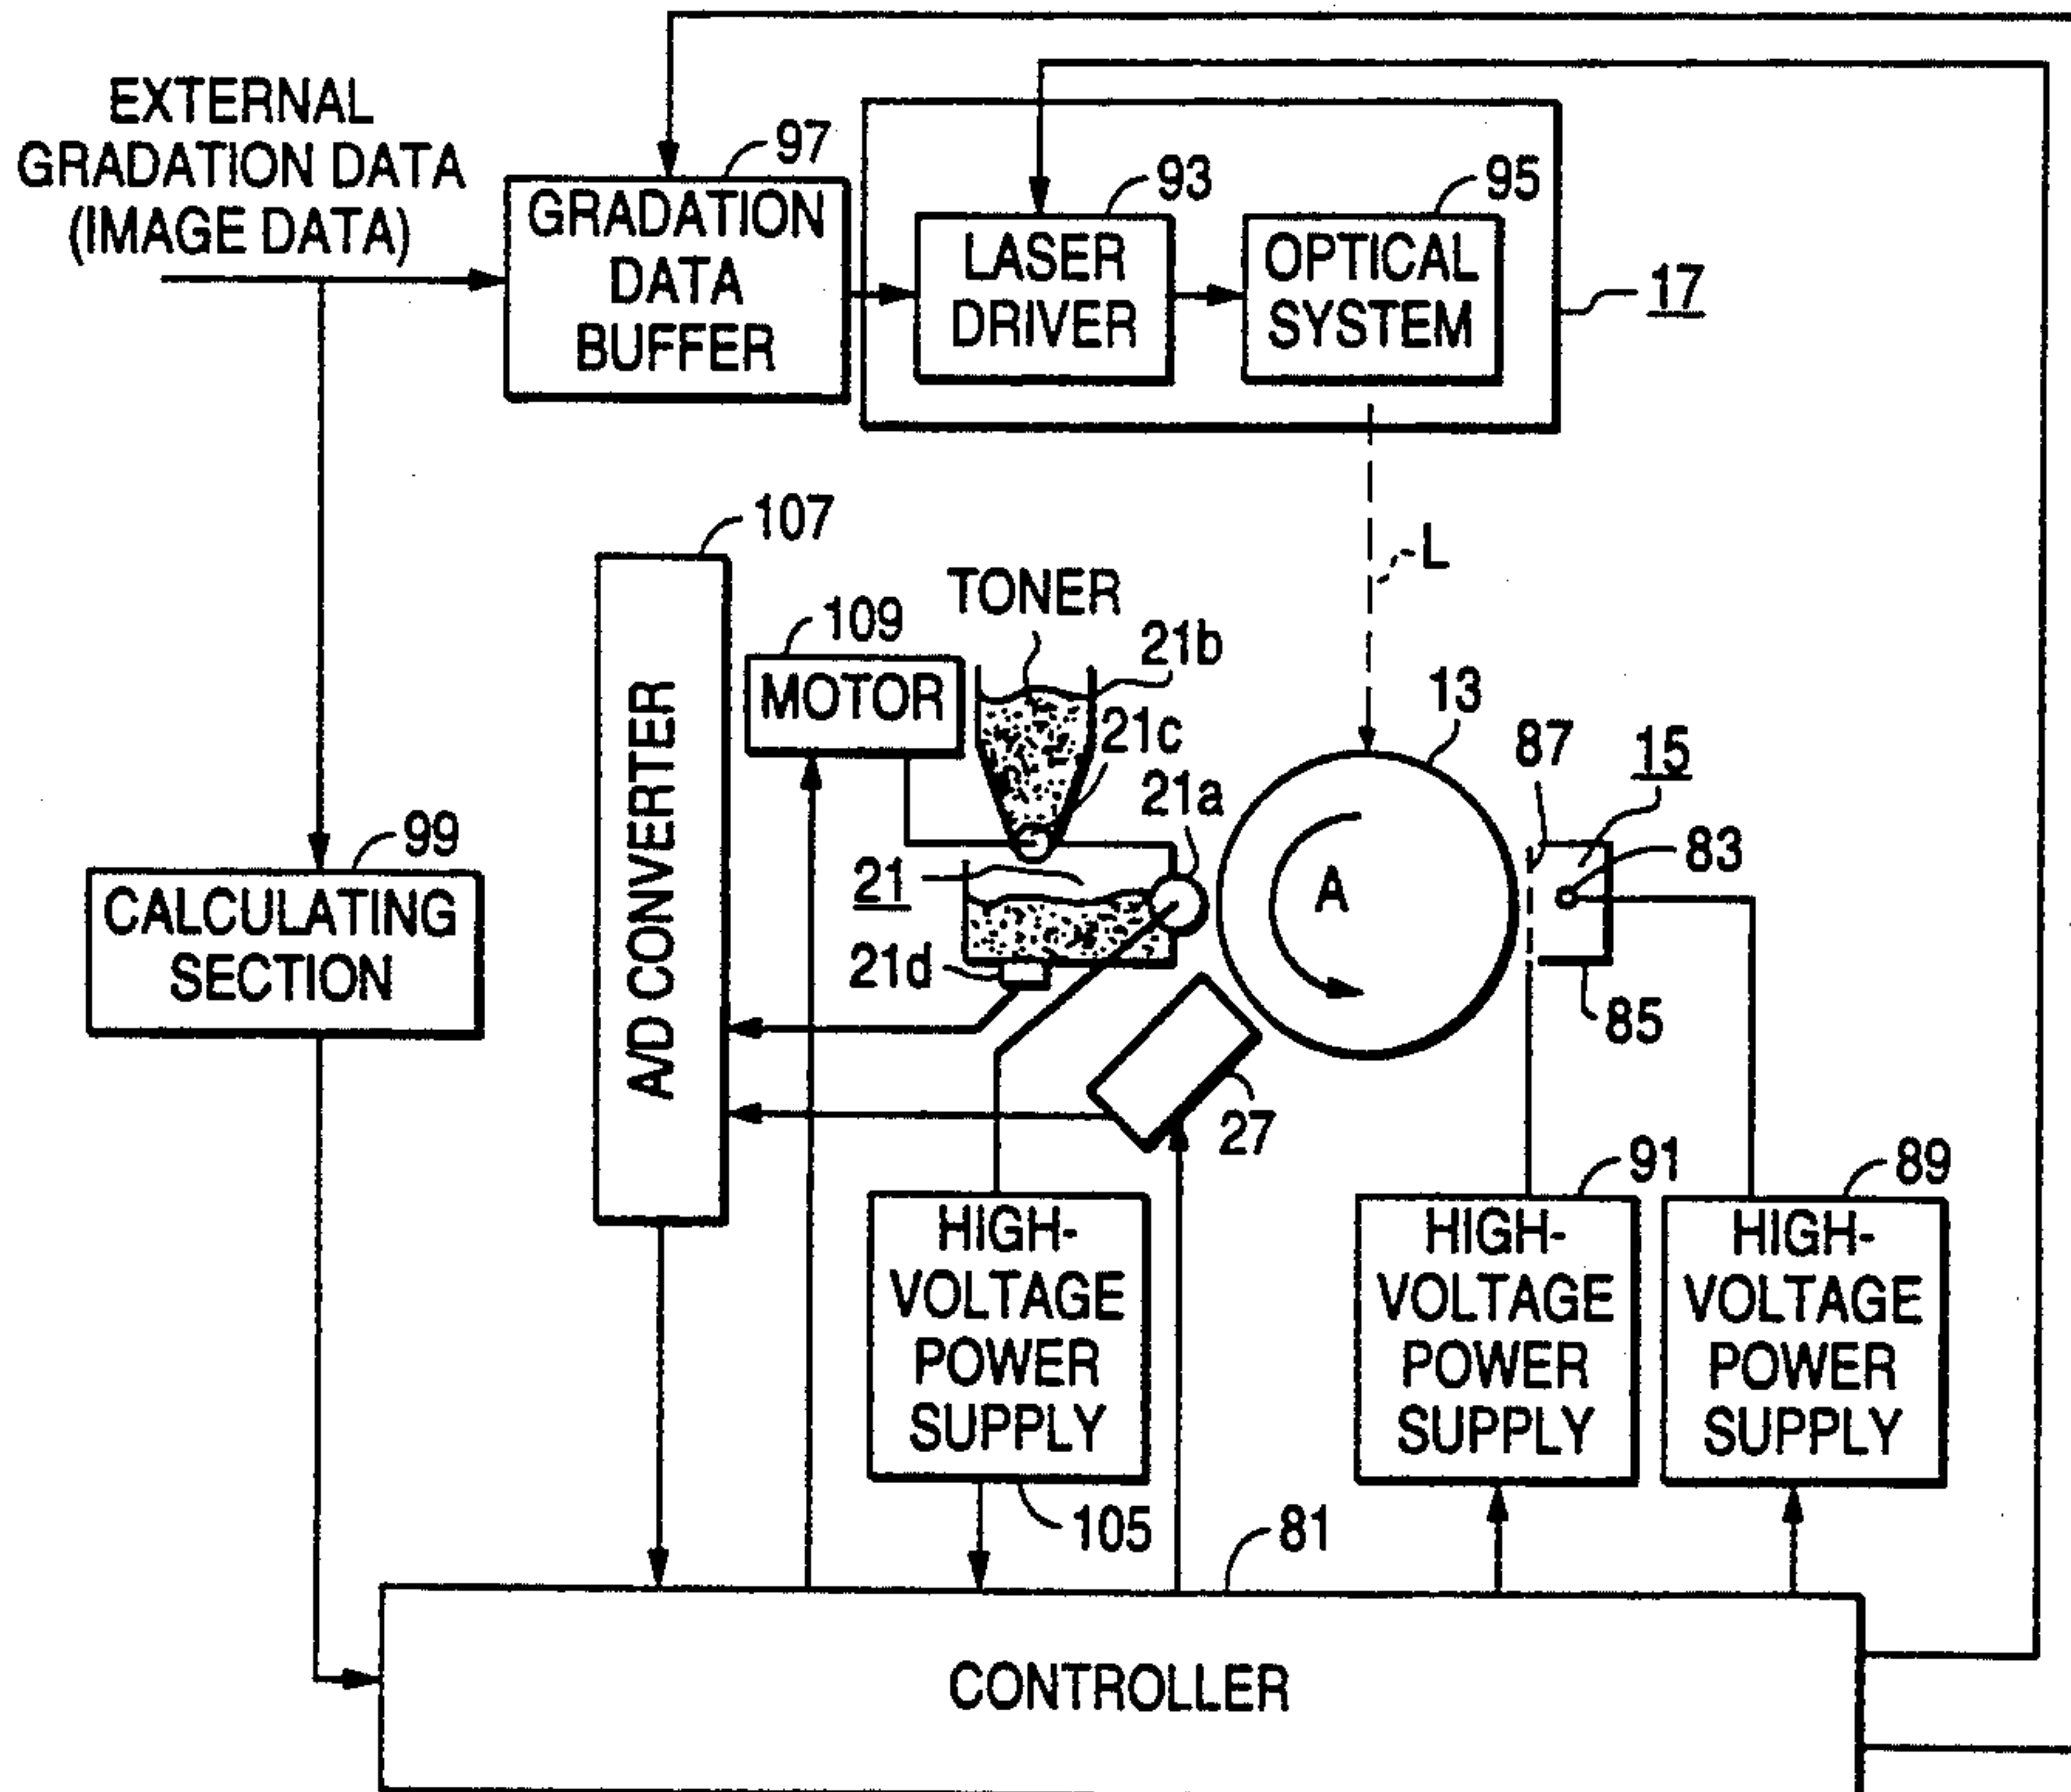 EXTERNAL
GRADATION DATA
(IMAGE DATA)
97
GRADATION
DATA
BUFFER
93
LASER
DRIVER
95
OPTICAL
SYSTEM
17
L
107
A/D CONVERTER
109
MOTOR
TONER
21b
21c
21a
21
21d
13
A
87
15
83
85
27
99
CALCULATING
SECTION
HIGH-
VOLTAGE
POWER
SUPPLY
105
91
HIGH-
VOLTAGE
POWER
SUPPLY
89
HIGH-
VOLTAGE
POWER
SUPPLY
81
CONTROLLER